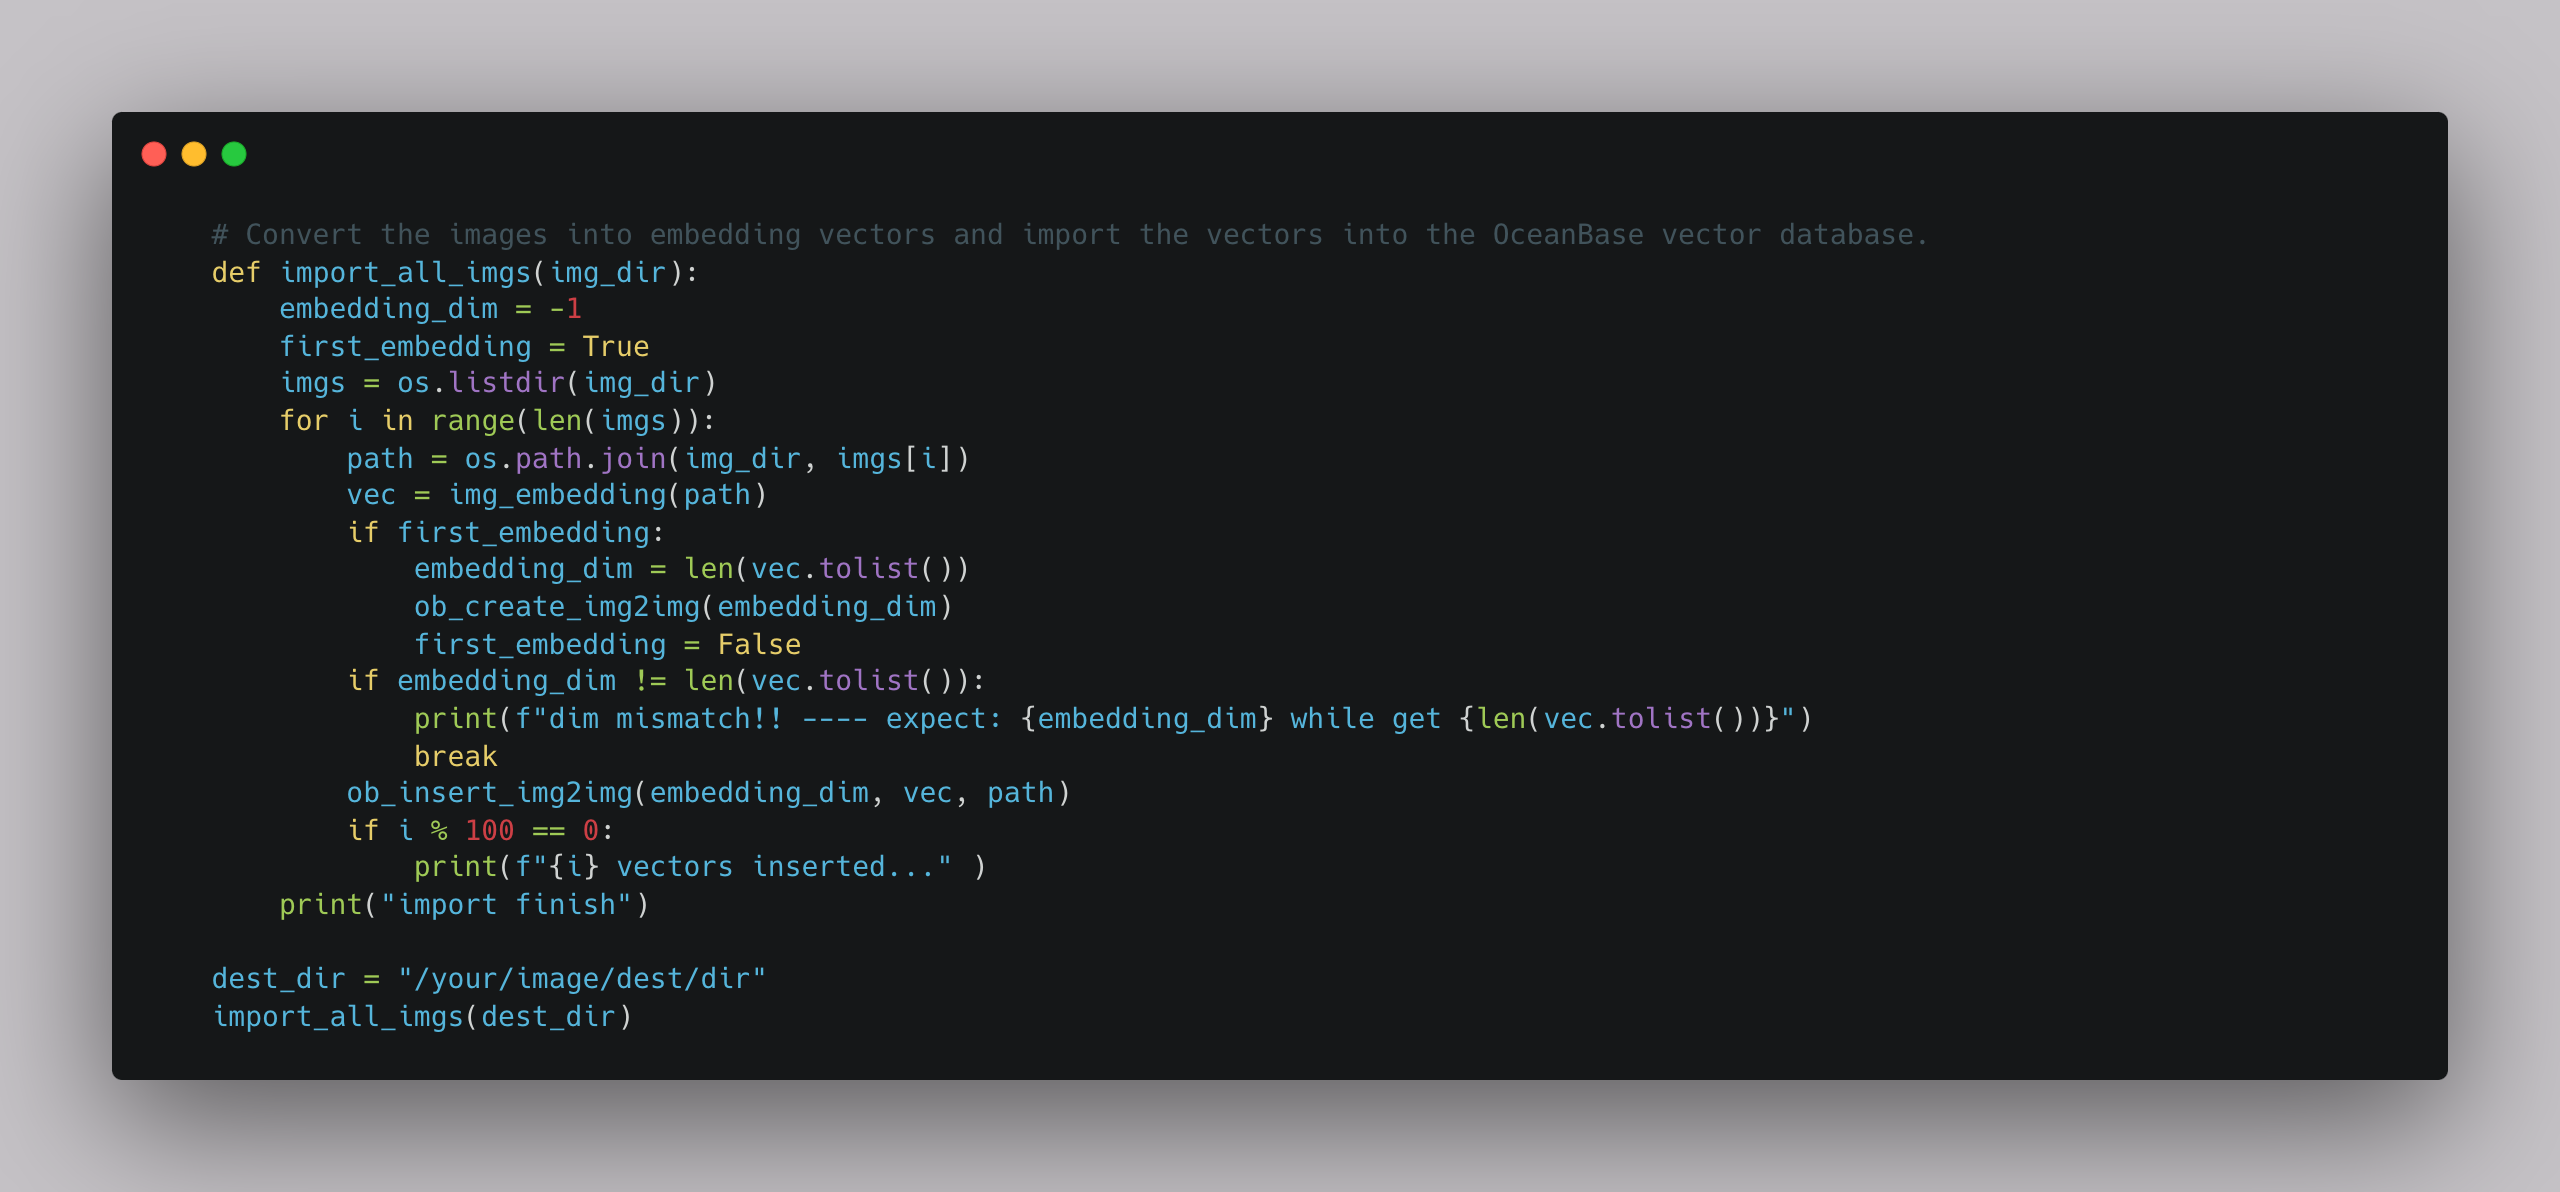 # Convert the images into embedding vectors and import the vectors into the OceanBase vector database.
def import_all_imgs(img_dir):
    embedding_dim = -1
    first_embedding = True
    imgs = os.listdir(img_dir)
    for i in range(len(imgs)):
        path = os.path.join(img_dir, imgs[i])
        vec = img_embedding(path)
        if first_embedding:
            embedding_dim = len(vec.tolist())
            ob_create_img2img(embedding_dim)
            first_embedding = False
        if embedding_dim != len(vec.tolist()):
            print(f"dim mismatch!! ---- expect: {embedding_dim} while get {len(vec.tolist())}")
            break
        ob_insert_img2img(embedding_dim, vec, path)
        if i % 100 == 0:
            print(f"{i} vectors inserted..." )
    print("import finish")

dest_dir = "/your/image/dest/dir"
import_all_imgs(dest_dir)